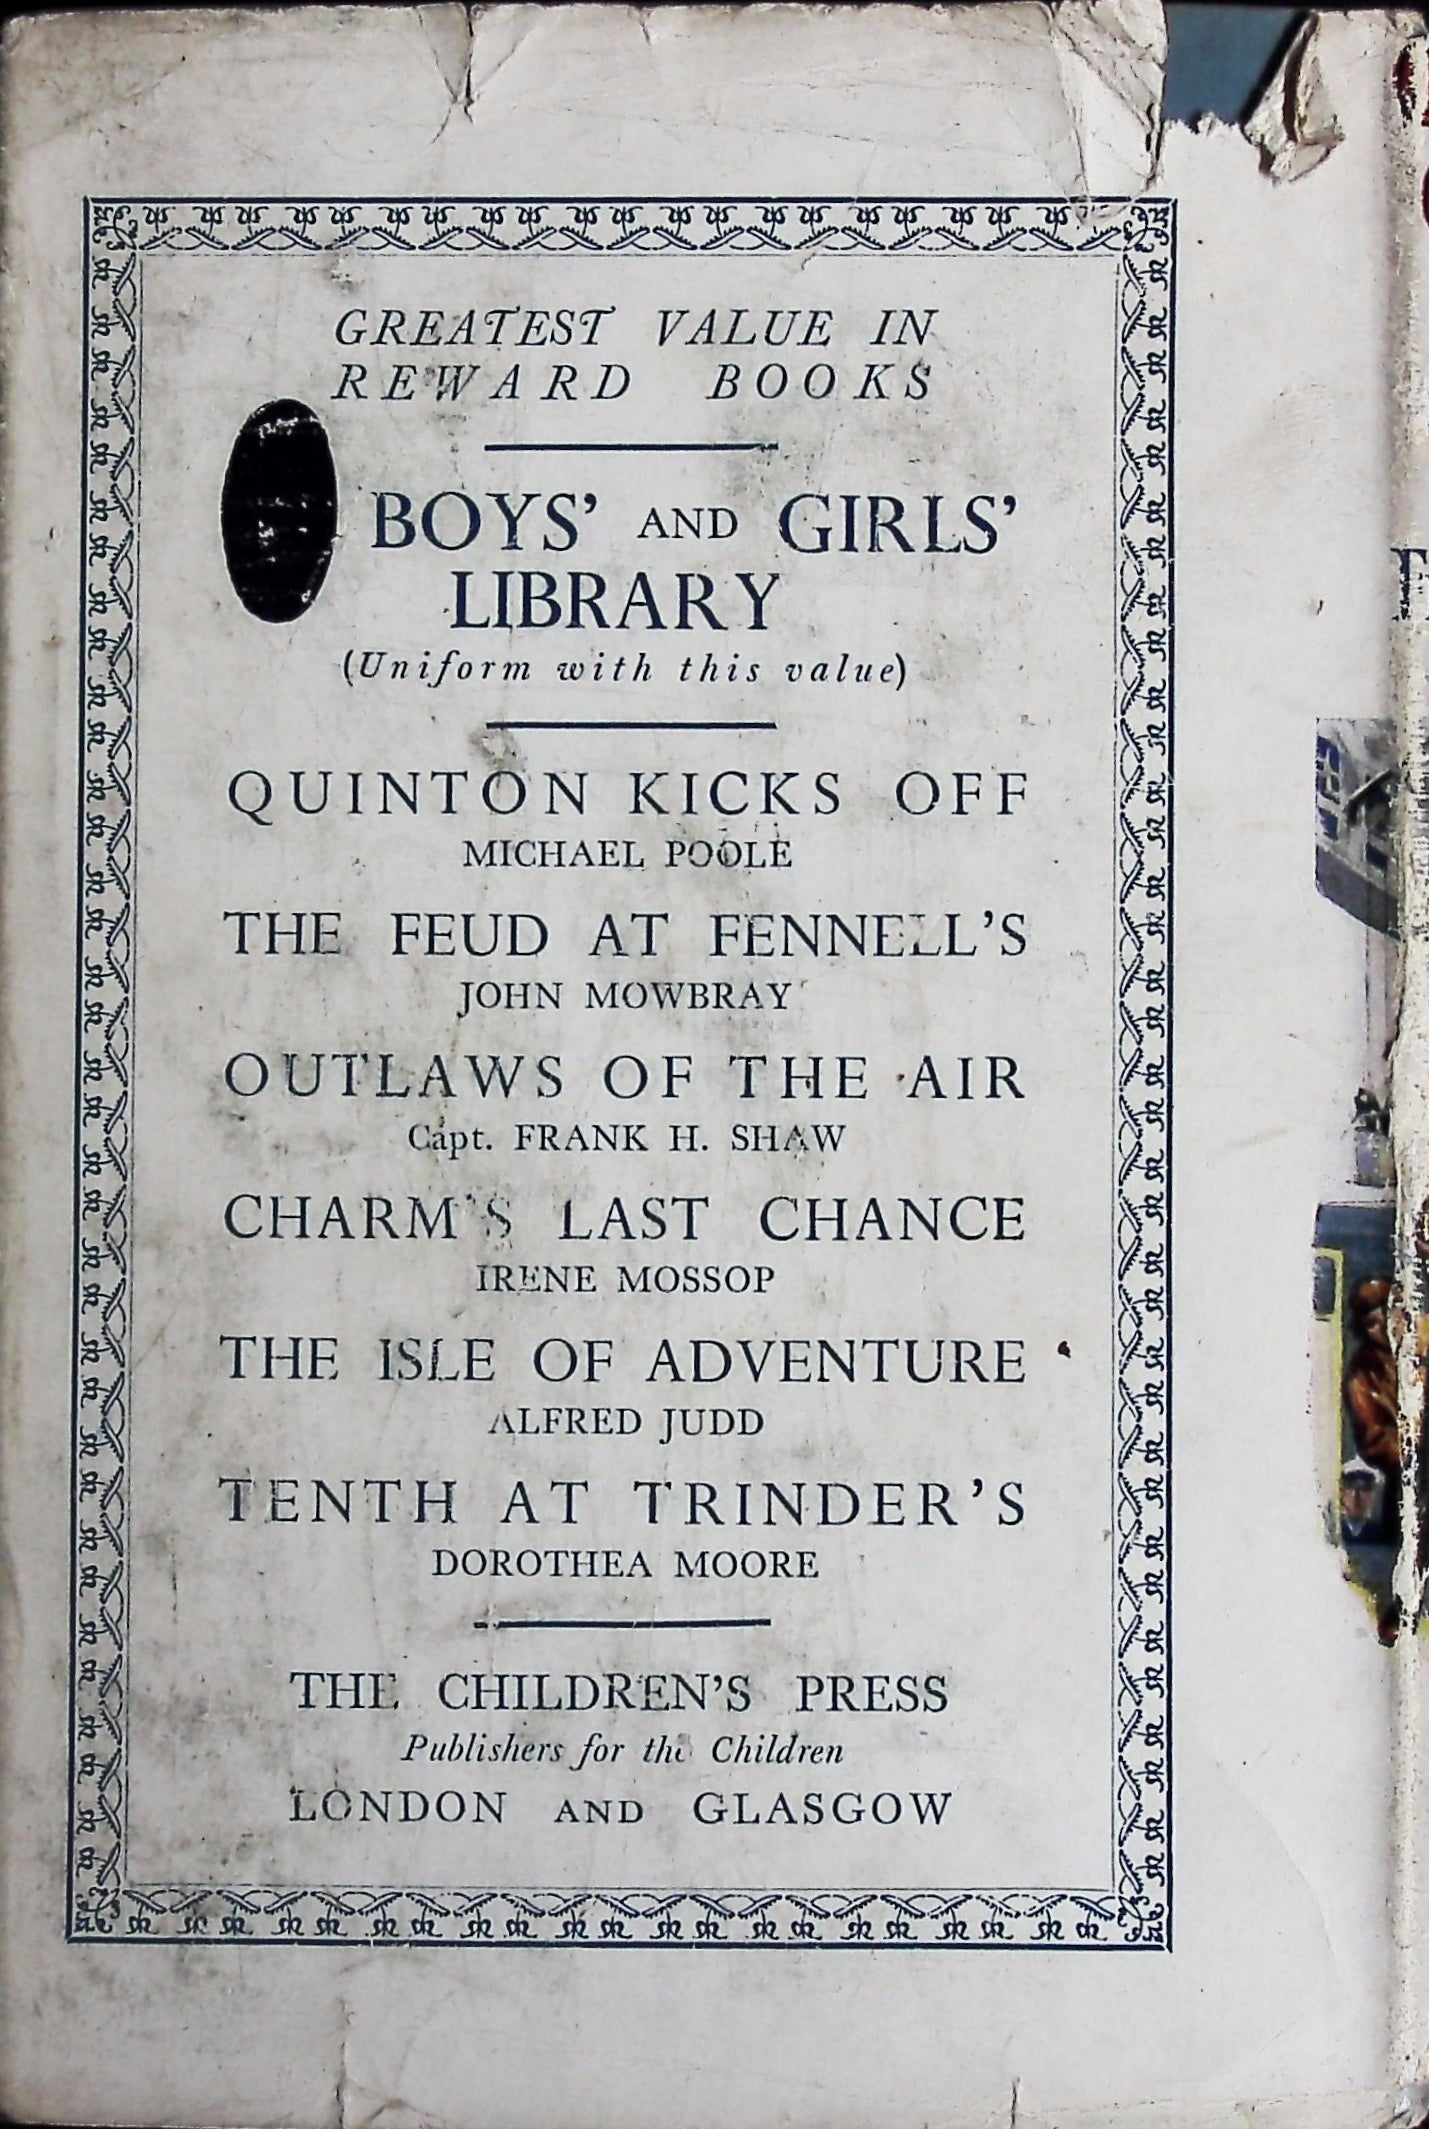 GREATEST VALUE IN
REWARD BOOKS
BOYS' AND GIRLS'
LIBRARY
(Uniform with this value)
QUINTON KICKS OFF
MICHAEL POOLE
THE FEUD AT FENNELL'S
JOHN MOWBRAY
OUTLAWS OF THE AIR
Capt. FRANK H. SHAW
CHARM'S LAST CHANCE
IRENE MOSSOP
THE ISLE OF ADVENTURE
ALFRED JUDD
TENTH AT TRINDER'S
DOROTHEA MOORE
THE CHILDREN'S PRESS
Publishers for the Children
LONDON AND GLASGOW